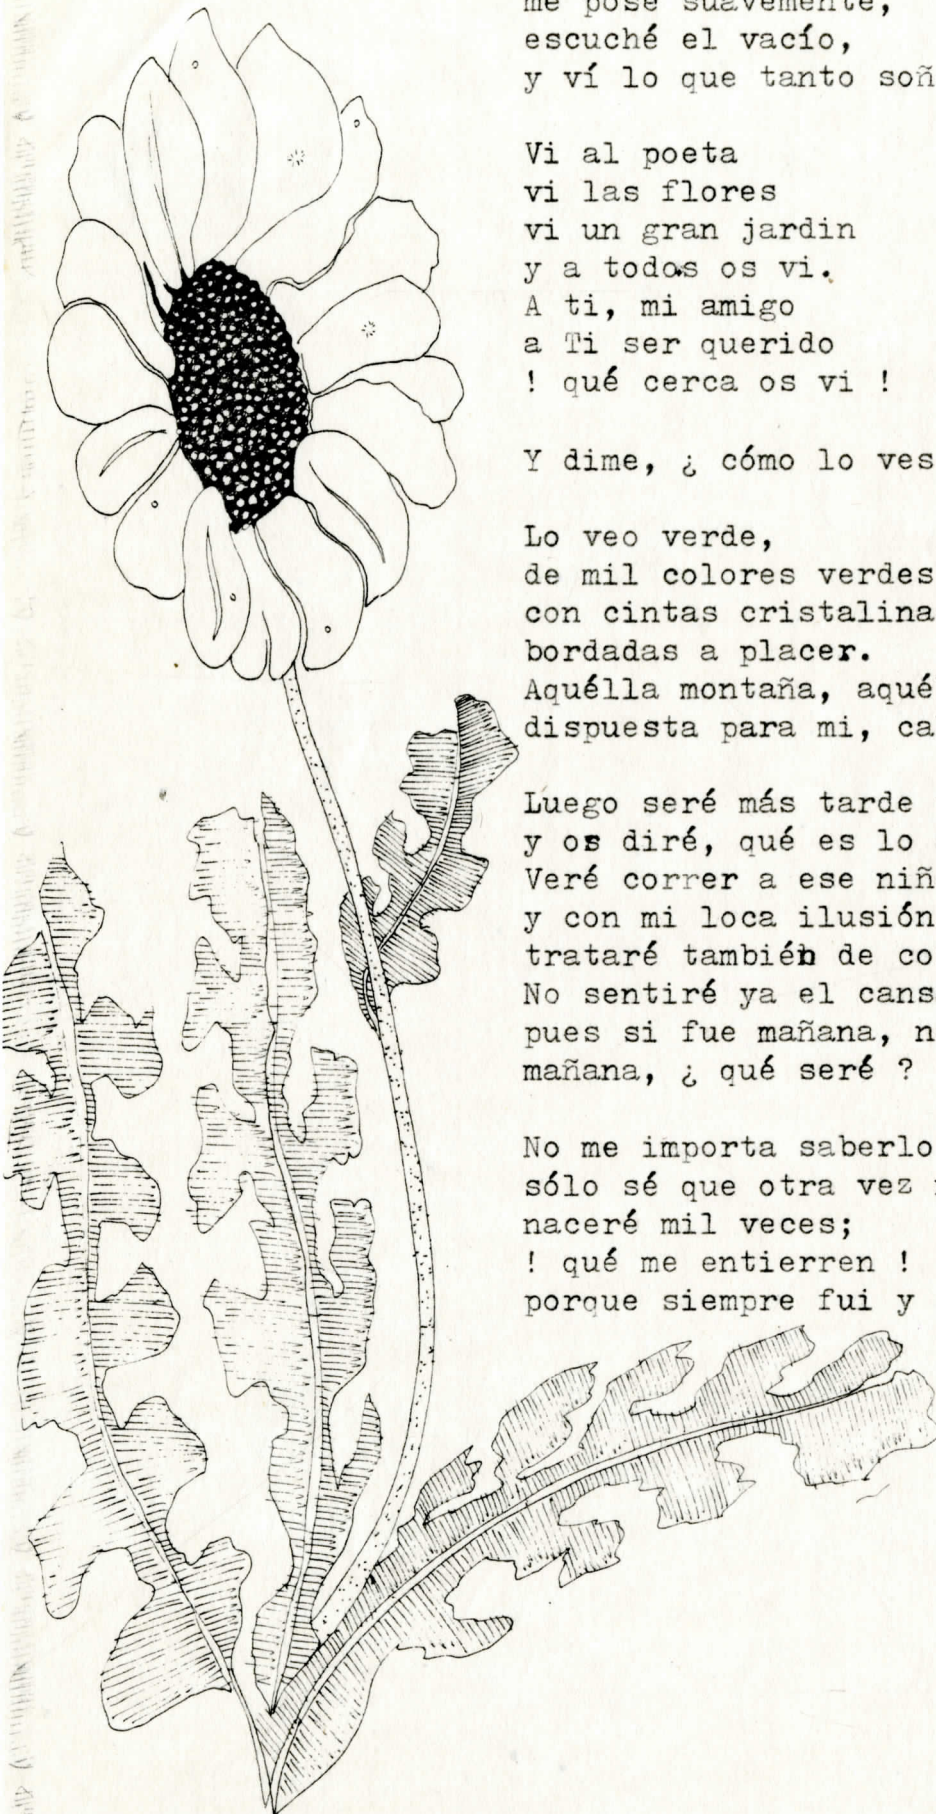 me posé suavemente,
escuché el vacío,
y ví lo que tanto soñ
Vi al poeta
vi las flores
vi un gran jardin
y a todos os vi.
A ti, mi amigo
a Ti ser querido
! qué cerca os vi !
Y dime, ¿ cómo lo ves
Lo veo verde,
de mil colores verdes
con cintas cristalina
bordadas a placer.
Aquélla montaña, aqué
dispuesta para mi, ca
Luego seré más tarde
y os diré, qué es lo
Veré correr a ese niñ
y con mi loca ilusión
trataré también de co
No sentiré ya el cans
pues si fue mañana, n
mañana, ¿ qué seré ?
No me importa saberlo
sólo sé que otra vez
naceré mil veces;
! qué me entierren !
porque siempre fui y